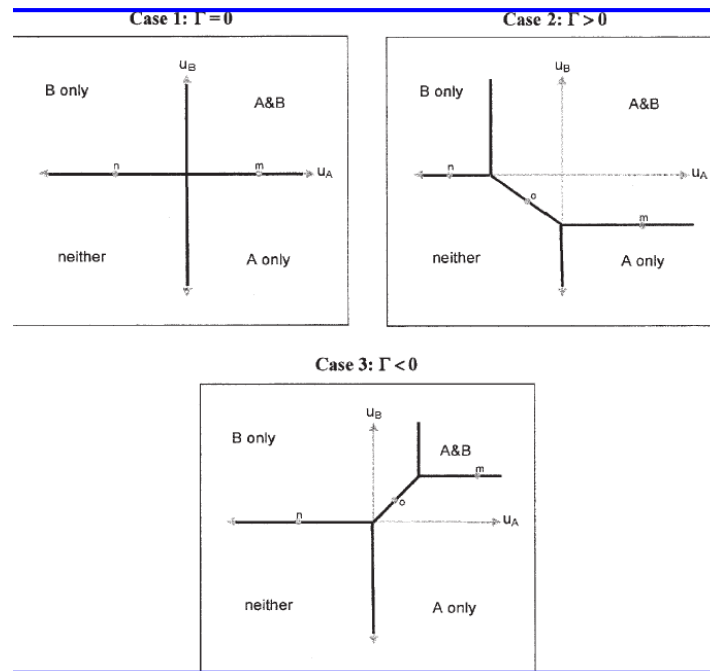 Case 1: Γ = 0
Case 2: Γ > 0
uB
B only
A&B
n
m
uA
neither
A only
uB
B only
A&B
n
uA
o
m
neither
A only
Case 3: Γ < 0
uB
B only
A&B
m
o
n
uA
neither
A only